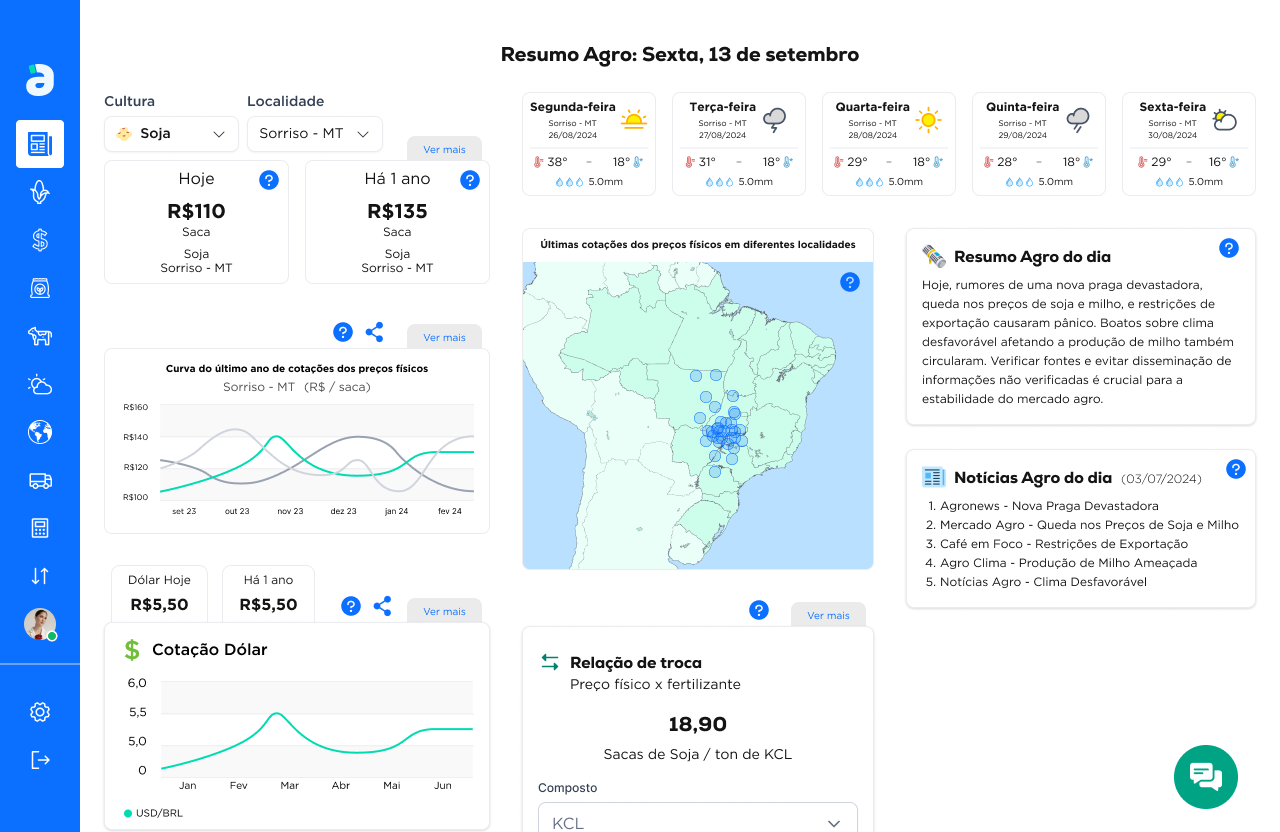 Resumo Agro: Sexta, 13 de setembro
Cultura
Localidade
Soja
Sorriso - MT
Ver mais
Hoje
R$110
Saca
Soja
Sorriso - MT
Há 1 ano
R$135
Saca
Soja
Sorriso - MT
Segunda-feira
Sorriso - MT
26/08/2024
38° - 18°
5.0mm
Terça-feira
Sorriso - MT
27/08/2024
31° - 18°
5.0mm
Quarta-feira
Sorriso - MT
28/08/2024
29° - 18°
5.0mm
Quinta-feira
Sorriso - MT
29/08/2024
28° - 18°
5.0mm
Sexta-feira
Sorriso - MT
30/08/2024
29° - 16°
5.0mm
Ver mais
Curva do último ano de cotações dos preços físicos
Sorriso - MT (R$ / saca)
R$160
R$140
R$120
R$100
set 23
out 23
nov 23
dez 23
jan 24
fev 24
Últimas cotações dos preços físicos em diferentes localidades
Resumo Agro do dia
Hoje, rumores de uma nova praga devastadora,
queda nos preços de soja e milho, e restrições de
exportação causaram pânico. Boatos sobre clima
desfavorável afetando a produção de milho também
circularam. Verificar fontes e evitar disseminação de
informações não verificadas é crucial para a
estabilidade do mercado agro.
Notícias Agro do dia (03/07/2024)
1. Agronews - Nova Praga Devastadora
2. Mercado Agro - Queda nos Preços de Soja e Milho
3. Café em Foco - Restrições de Exportação
4. Agro Clima - Produção de Milho Ameaçada
5. Notícias Agro - Clima Desfavorável
Dólar Hoje
R$5,50
Há 1 ano
R$5,50
Ver mais
Cotação Dólar
6,0
5,5
5,0
0
Jan
Fev
Mar
Abr
Mai
Jun
USD/BRL
Ver mais
Relação de troca
Preço físico x fertilizante
18,90
Sacas de Soja / ton de KCL
Composto
KCL